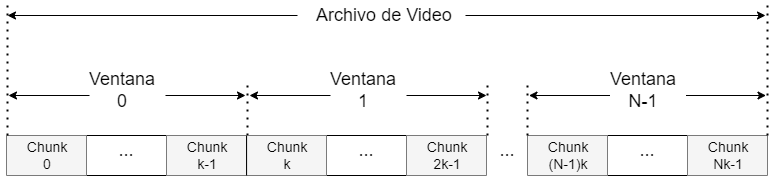 Archivo de Video
Ventana
0
Ventana
1
Ventana
N-1
Chunk
0
...
Chunk
k-1
Chunk
k
...
Chunk
2k-1
...
Chunk
(N-1)k
...
Chunk
Nk-1